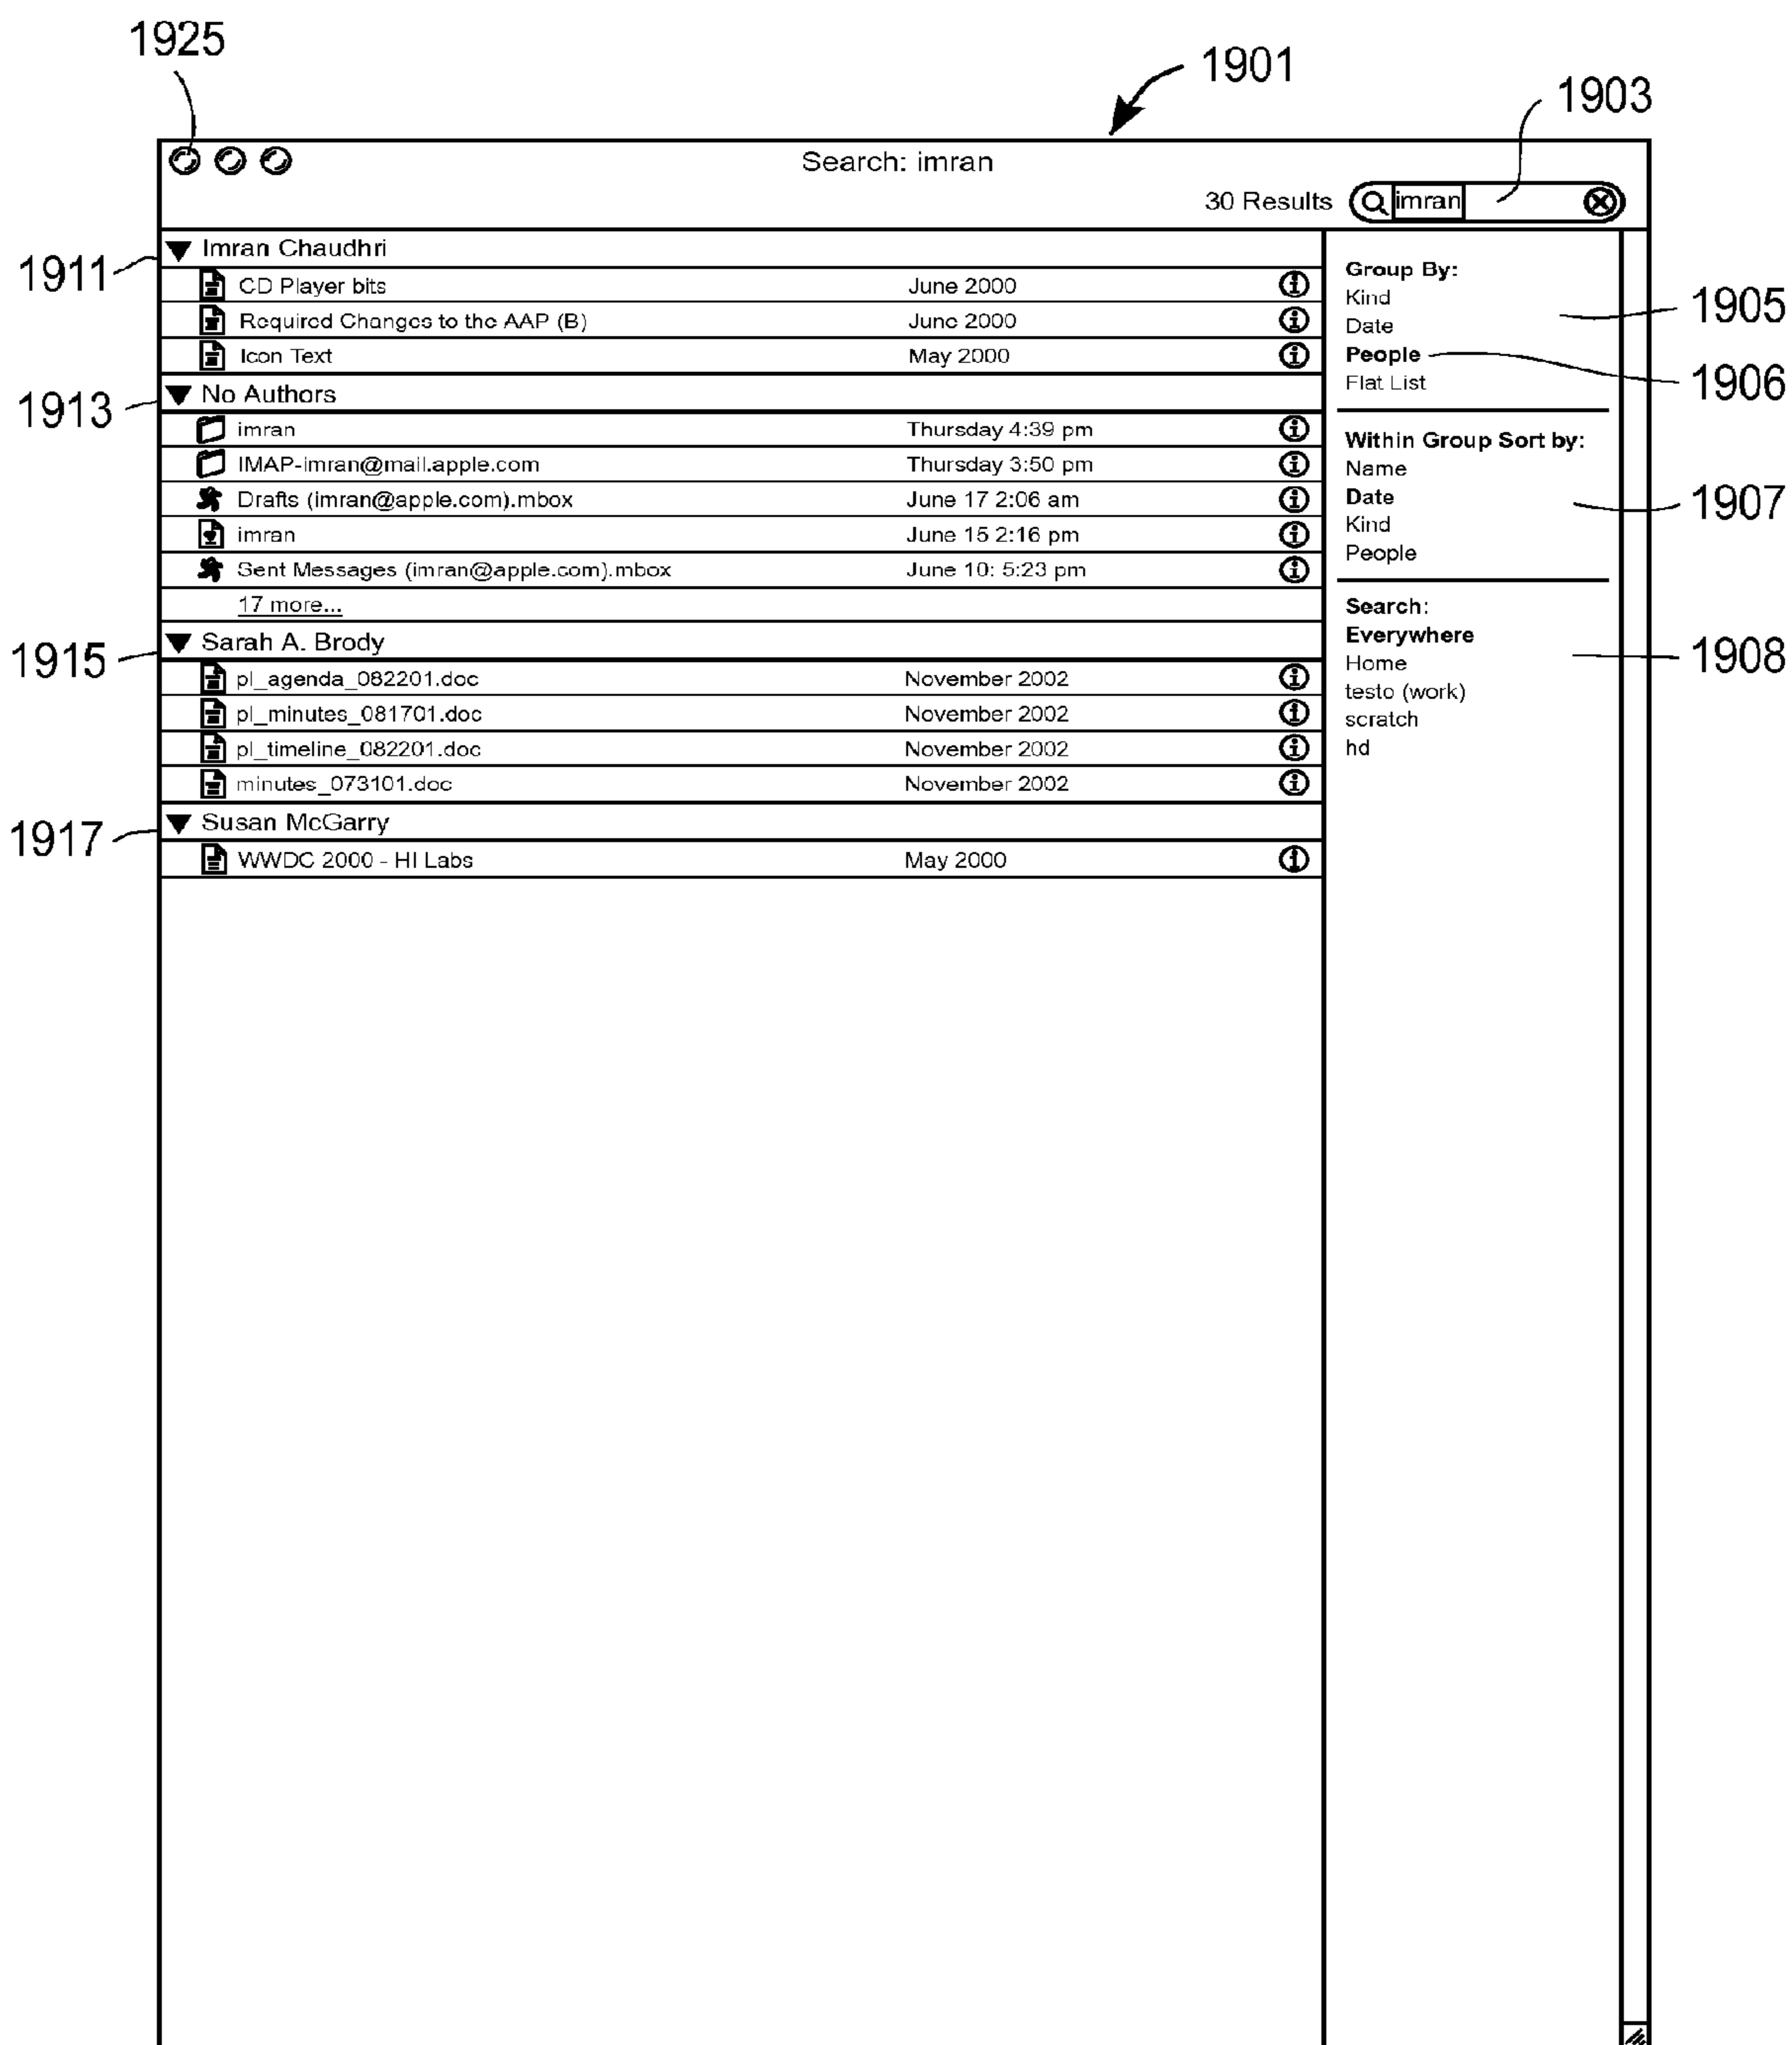 1925
1901
1903
Search: imran
30 Results imran
1911
Imran Chaudhri
CD Player bits June 2000
Required Changes to the AAP (B) June 2000
Icon Text May 2000
1913
No Authors
imran Thursday 4:39 pm
IMAP-imran@mail.apple.com Thursday 3:50 pm
Drafts (imran@apple.com).mbox June 17 2:06 am
imran June 15 2:16 pm
Sent Messages (imran@apple.com).mbox June 10: 5:23 pm
17 more...
1915
Sarah A. Brody
pl_agenda_082201.doc November 2002
pl_minutes_081701.doc November 2002
pl_timeline_082201.doc November 2002
minutes_073101.doc November 2002
1917
Susan McGarry
WWDC 2000 - HI Labs May 2000
Group By:
Kind
Date
People
Flat List
1905
1906
Within Group Sort by:
Name
Date
Kind
People
1907
Search:
Everywhere
Home
testo (work)
scratch
hd
1908